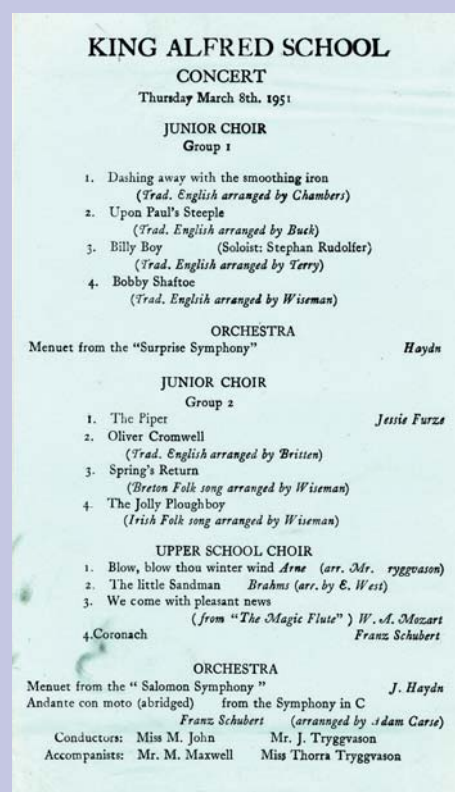 KING ALFRED SCHOOL
CONCERT
Thursday March 8th. 1951
JUNIOR CHOIR
Group 1
1. Dashing away with the smoothing iron
(Trad. English arranged by Chambers)
2. Upon Paul's Steeple
(Trad. English arranged by Buck)
3. Billy Boy (Soloist: Stephan Rudolfer)
(Trad. English arranged by Terry)
4. Bobby Shaftoe
(Trad. Englsih arranged by Wiseman)
ORCHESTRA
Menuet from the "Surprise Symphony" Haydn
JUNIOR CHOIR
Group 2
1. The Piper Jessie Furze
2. Oliver Cromwell
(Trad. English arranged by Britten)
3. Spring's Return
(Breton Folk song arranged by Wiseman)
4. The Jolly Ploughboy
(Irish Folk song arranged by Wiseman)
UPPER SCHOOL CHOIR
1. Blow, blow thou winter wind Arne (arr. Mr. ryggvason)
2. The little Sandman Brahms (arr. by E. West)
3. We come with pleasant news
(from "The Magic Flute" ) W. A. Mozart
4.Coronach Franz Schubert
ORCHESTRA
Menuet from the " Salomon Symphony " J. Haydn
Andante con moto (abridged) from the Symphony in C
Franz Schubert (arranngged by Adam Carse)
Conductors: Miss M. John Mr. J. Tryggvason
Accompanists: Mr. M. Maxwell Miss Thorra Tryggvason